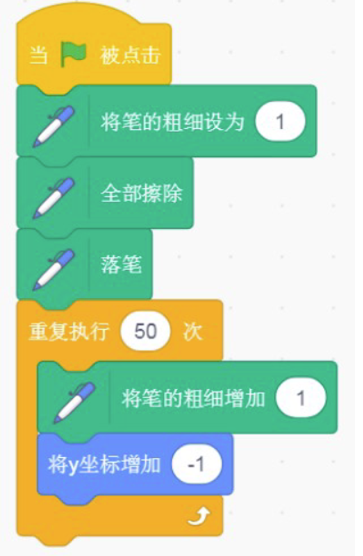 当 被点击
将笔的粗细设为 1
全部擦除
落笔
重复执行 50 次
将笔的粗细增加 1
将y坐标增加 -1